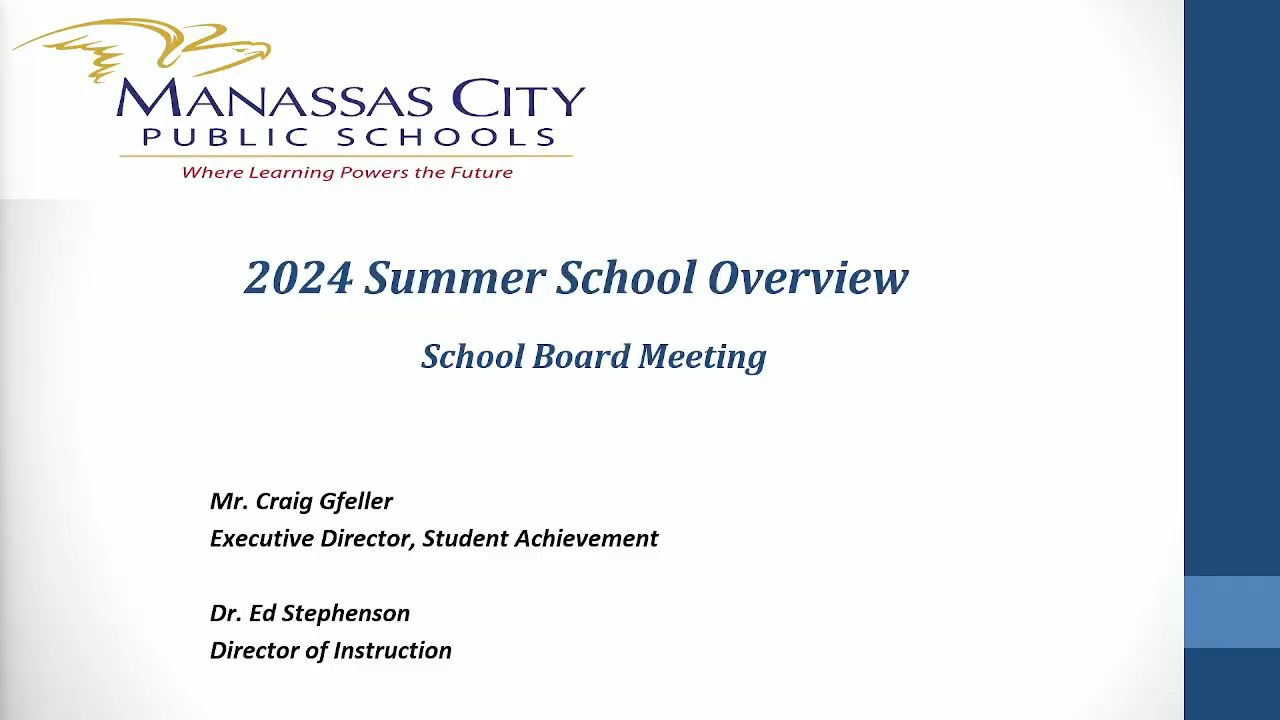 MANASSAS CITY
PUBLIC SCHOOLS
Where Learning Powers the Future
2024 Summer School Overview
School Board Meeting
Mr. Craig Gfeller
Executive Director, Student Achievement
Dr. Ed Stephenson
Director of Instruction